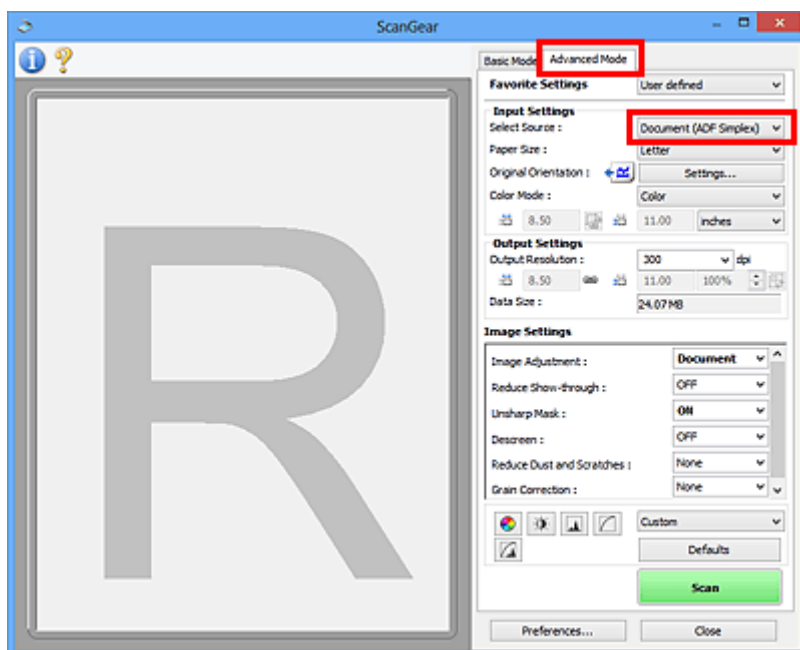 ScanGear
Basic Mode Advanced Mode
Favorite Settings User defined
Input Settings
Select Source : Document (ADF Simplex)
Paper Size : Letter
Original Orientation : Settings...
Color Mode : Color
8.50 11.00 inches
Output Settings
Output Resolution : 300 dpi
8.50 11.00 100%
Data Size : 24.07MB
Image Settings
Image Adjustment : Document
Reduce Show-through : OFF
Unsharp Mask : ON
Descreen : OFF
Reduce Dust and Scratches : None
Grain Correction : None
Custom
Defaults
Scan
Preferences... Close
R